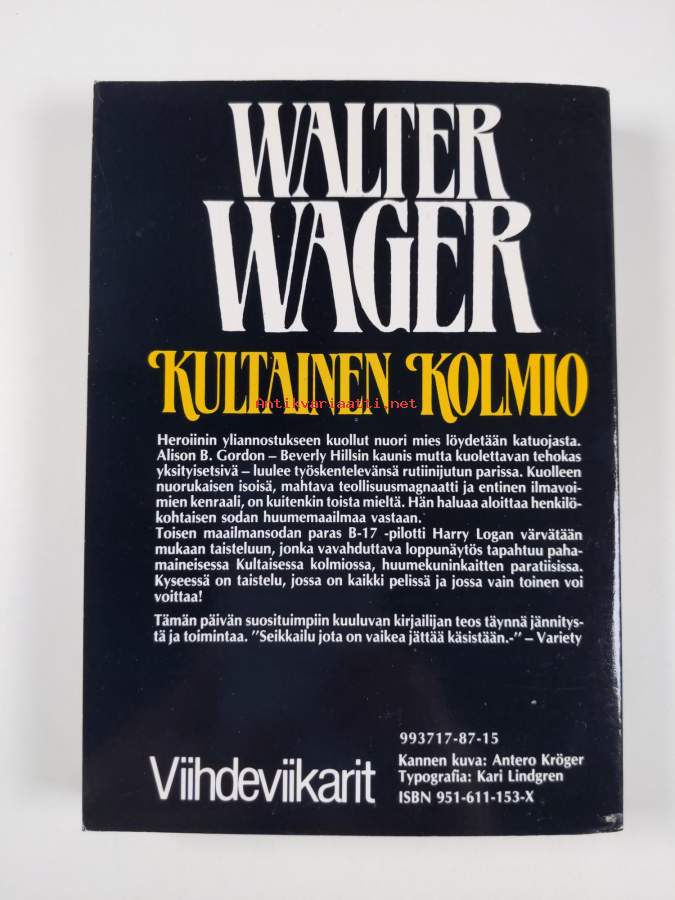 WALTER
WAGER
KULTAINEN KOLMIO
Antikvariaatti.net
Heroiinin yliannostukseen kuollut nuori mies löydetään katuojasta.
Alison B. Gordon – Beverly Hillsin kaunis mutta kuolettavan tehokas
yksityisetsivä – luulee työskentelevänsä rutiinijutun parissa. Kuolleen
nuorukaisen isoisä, mahtava teollisuusmagnaatti ja entinen ilmavoi-
mien kenraali, on kuitenkin toista mieltä. Hän haluaa aloittaa henkilö-
kohtaisen sodan huumemaailmaa vastaan.
Toisen maailmansodan paras B-17 -pilotti Harry Logan värvätään
mukaan taisteluun, jonka vavahduttava loppunäytös tapahtuu paha-
maineisessa Kultaisessa kolmiossa, huumekuninkaitten paratiisissa.
Kyseessä on taistelu, jossa on kaikki pelissä ja jossa vain toinen voi
voittaa!
Tämän päivän suosituimpiin kuuluvan kirjailijan teos täynnä jännitys-
tä ja toimintaa. "Seikkailu jota on vaikea jättää käsistään.-" – Variety
993717-87-15
Viihdeviikarit
Kannen kuva: Antero Kröger
Typografia: Kari Lindgren
ISBN 951-611-153-X